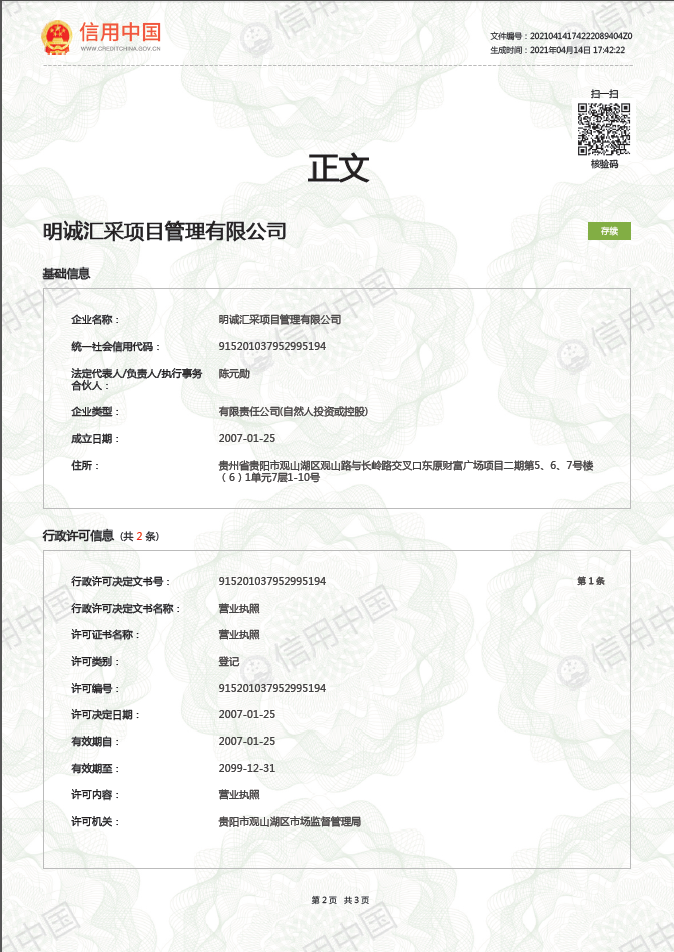 信用中国
WWW.CREDITCHINA.GOV.CN
文件编号：20210414174222089404Z0
生成时间：2021年04月14日 17:42:22
扫一扫
核验码
正文
明诚汇采项目管理有限公司
存续
基础信息
企业名称： 明诚汇采项目管理有限公司
统一社会信用代码： 915201037952995194
法定代表人/负责人/执行事务 陈元勋
合伙人：
企业类型： 有限责任公司(自然人投资或控股)
成立日期： 2007-01-25
住所： 贵州省贵阳市观山湖区观山路与长岭路交叉口东原财富广场项目二期第5、6、7号楼
（6）1单元7层1-10号
行政许可信息（共 2 条）
行政许可决定文书号： 915201037952995194 第 1 条
行政许可决定文书名称： 营业执照
许可证书名称： 营业执照
许可类别： 登记
许可编号： 915201037952995194
许可决定日期： 2007-01-25
有效期自： 2007-01-25
有效期至： 2099-12-31
许可内容： 营业执照
许可机关： 贵阳市观山湖区市场监督管理局
第 2 页 共 3 页